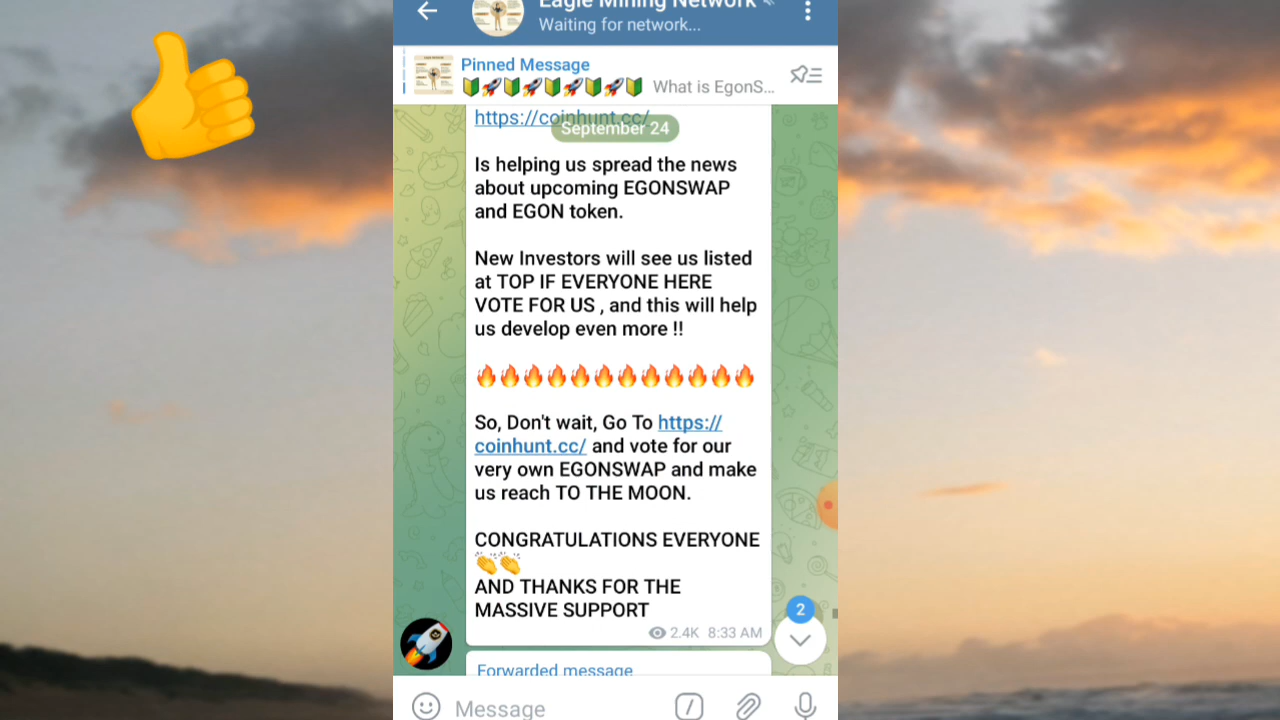 Eagle Mining Network
Waiting for network...
Pinned Message
🔰🚀🔰🚀🔰🚀🔰🚀🔰 What is EgonS...
https://coinhunt.cc/
September 24
Is helping us spread the news
about upcoming EGONSWAP
and EGON token.
New Investors will see us listed
at TOP IF EVERYONE HERE
VOTE FOR US , and this will help
us develop even more !!
🔥🔥🔥🔥🔥🔥🔥🔥🔥🔥🔥🔥
So, Don't wait, Go To https://
coinhunt.cc/ and vote for our
very own EGONSWAP and make
us reach TO THE MOON.
CONGRATULATIONS EVERYONE
👏👏
AND THANKS FOR THE
MASSIVE SUPPORT
2.4K 8:33 AM
2
Forwarded message
Message